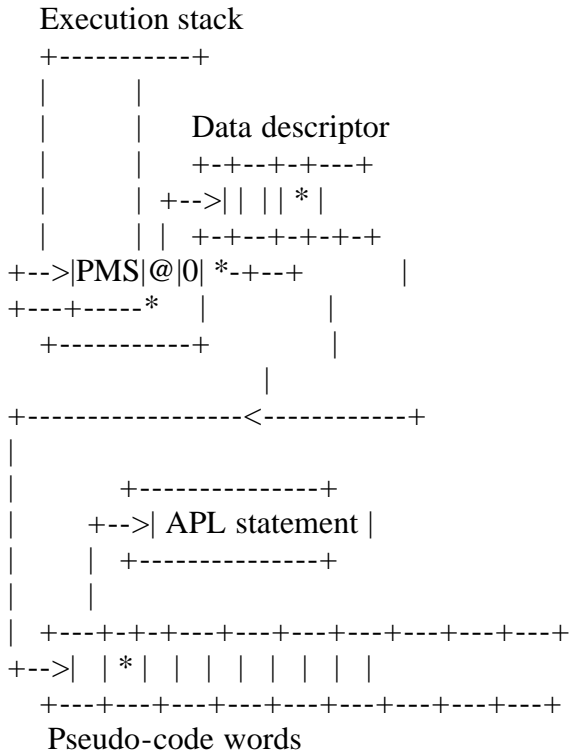 Execution stack
+------------+
| |
| | Data descriptor
| | +-+--+-+---+
| | +-->| | | | * |
| | | +-+--+-+-+-+
+-->|PMS|@|0| *-+--+ |
+---+-----* | |
+-----------+ |
|
+-----------------<------------+
|
| +---------------+
| +-->| APL statement |
| | +---------------+
| |
| +---+-+-+---+---+---+---+---+---+
+-->| | * | | | | | | | |
+---+---+---+---+---+---+---+---+---+
Pseudo-code words